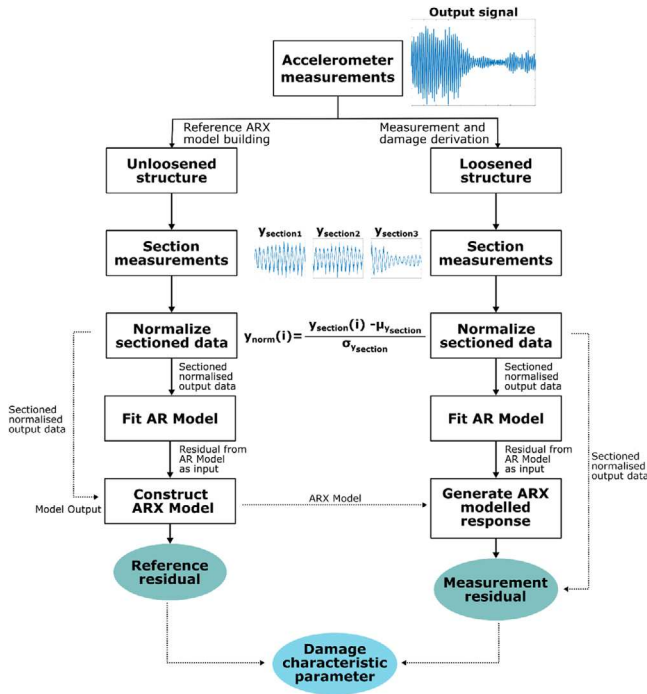 Output signal
Accelerometer
measurements
Reference ARX
model building
Measurement and
damage derivation
Unloosened
structure
Loosened
structure
Section
measurements
ysection1
ysection2
ysection3
Section
measurements
Normalize
sectioned data
ynorm(i)= ysection(i) -μysection
σysection
Normalize
sectioned data
Sectioned
normalised
output data
Sectioned
normalised
output data
Sectioned
normalised
output data
Fit AR Model
Fit AR Model
Sectioned
normalised
output data
Residual from
AR Model
as input
Residual from
AR Model
as input
Model Output
Construct
ARX Model
ARX Model
Generate ARX
modelled
response
Reference
residual
Measurement
residual
Damage
characteristic
parameter